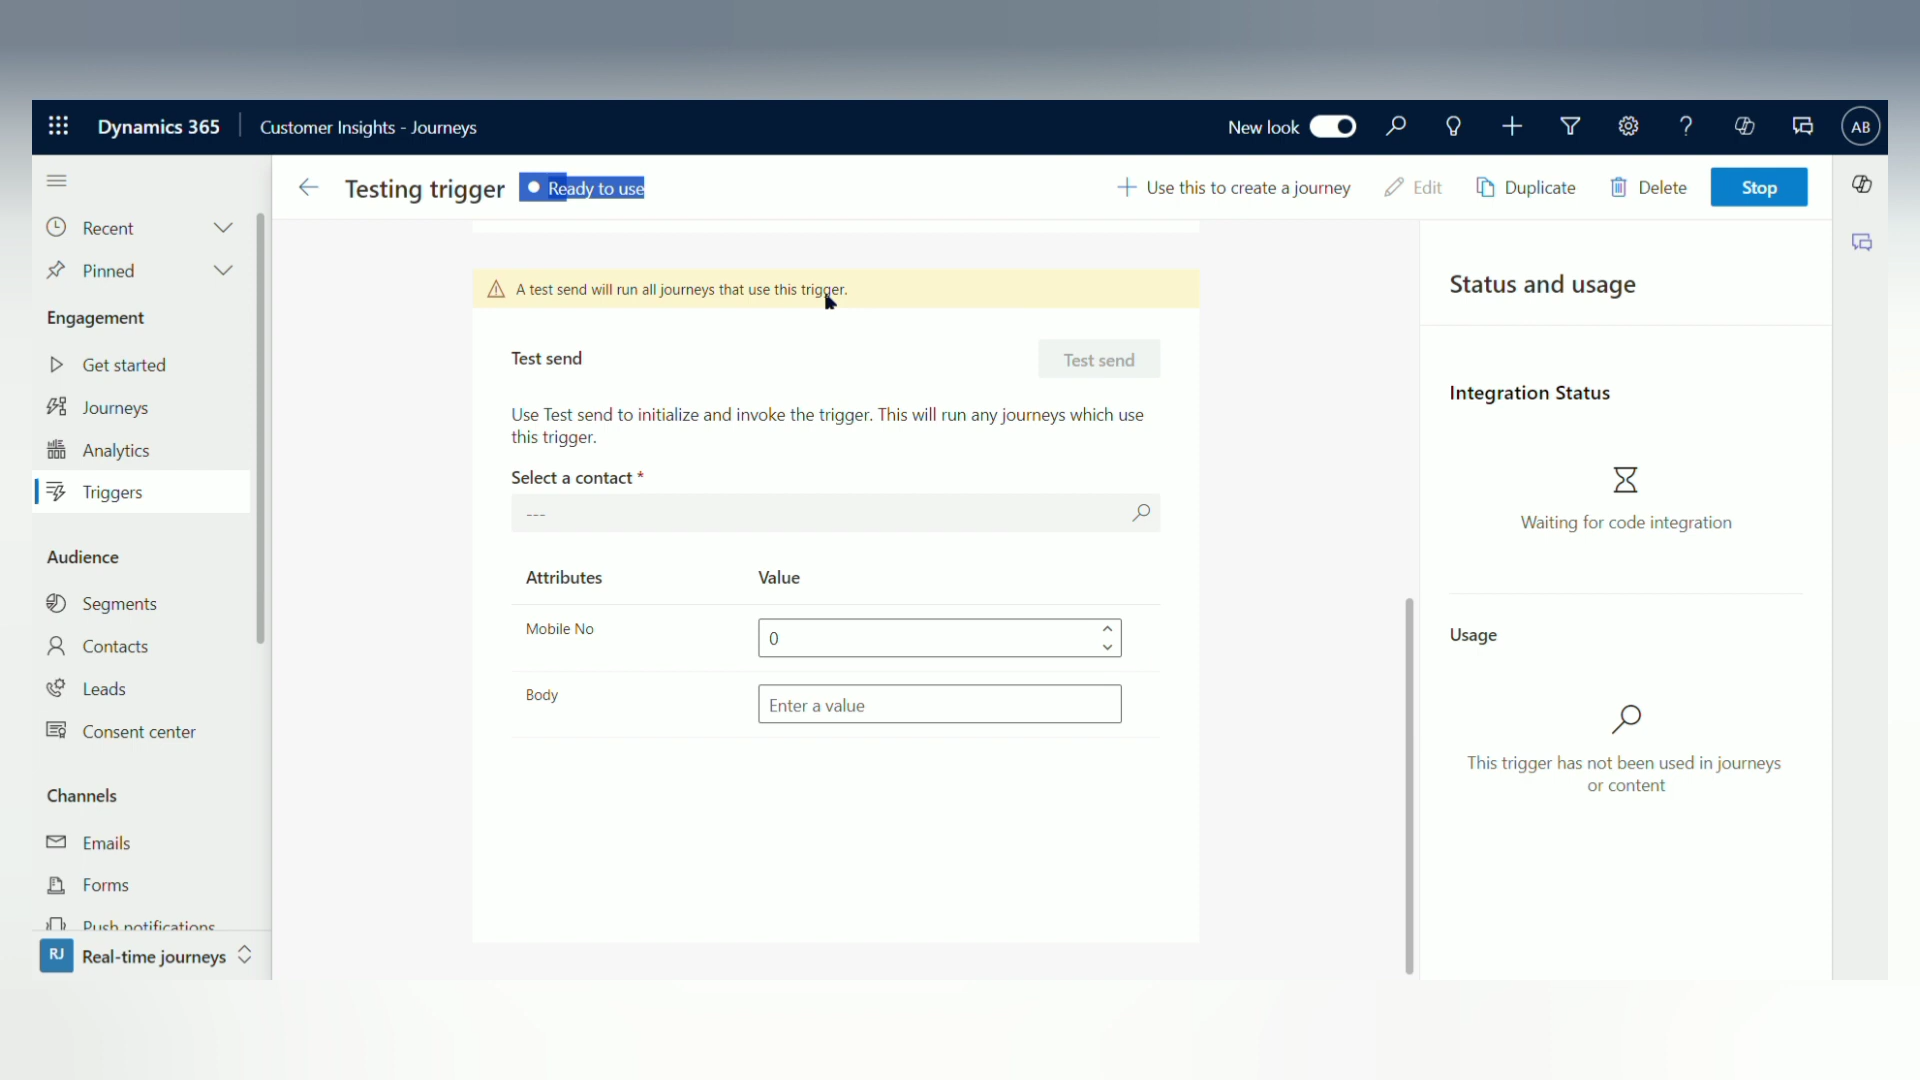 Dynamics 365
Customer Insights - Journeys
New look
AB
Testing trigger
Ready to use
Use this to create a journey
Edit
Duplicate
Delete
Stop
Recent
Pinned
Engagement
Get started
Journeys
Analytics
Triggers
Audience
Segments
Contacts
Leads
Consent center
Channels
Emails
Forms
Push notifications
RJ
Real-time journeys
A test send will run all journeys that use this trigger.
Test send
Test send
Use Test send to initialize and invoke the trigger. This will run any journeys which use
this trigger.
Select a contact *
---
Attributes
Value
Mobile No
0
Body
Enter a value
Status and usage
Integration Status
Waiting for code integration
Usage
This trigger has not been used in journeys
or content